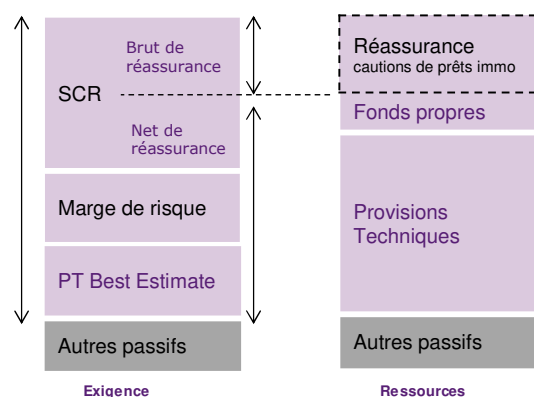 Brut de
réassurance
SCR
Net de
réassurance
Marge de risque
PT Best Estimate
Autres passifs
Exigence
Réassurance
cautions de prêts immo
Fonds propres
Provisions
Techniques
Autres passifs
Ressources